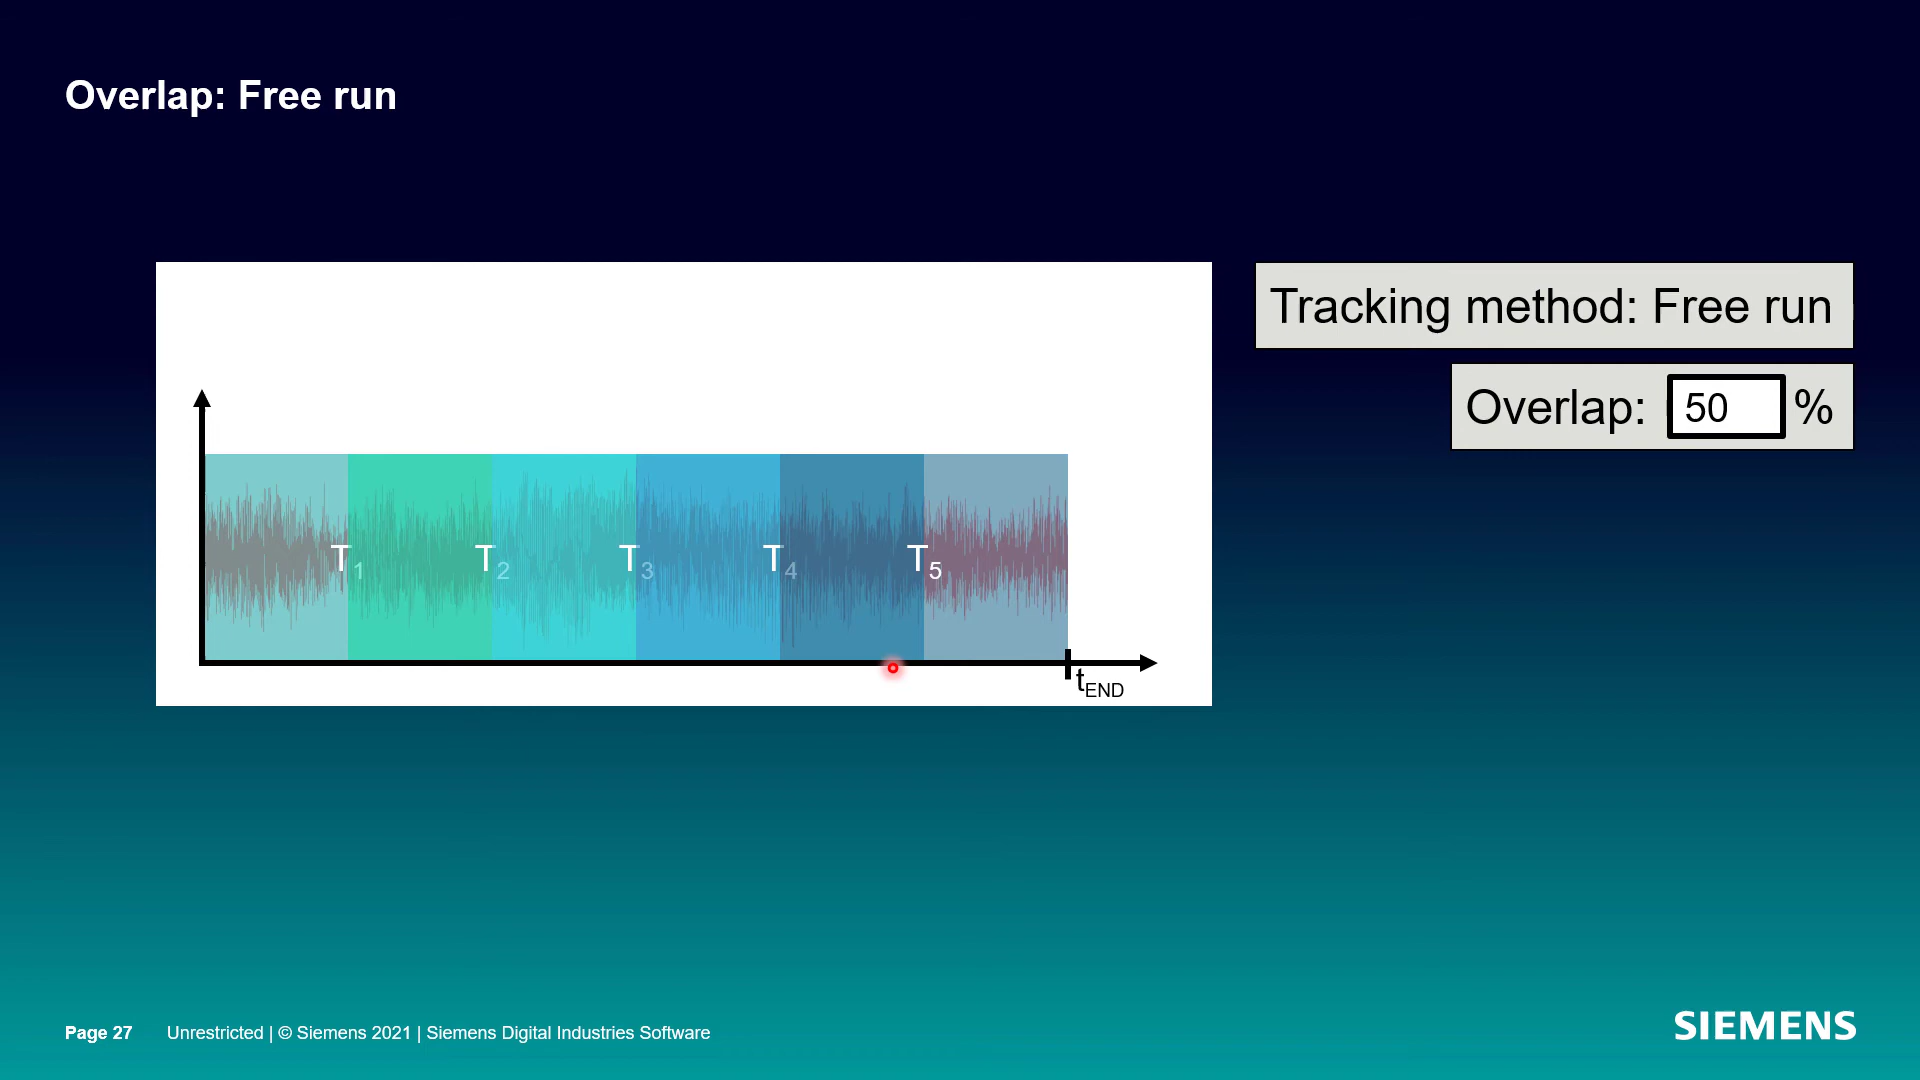 Overlap: Free run
Tracking method: Free run
Overlap: 50 %
T1 T2 T3 T4 T5
tEND
Page 27 Unrestricted | © Siemens 2021 | Siemens Digital Industries Software
SIEMENS